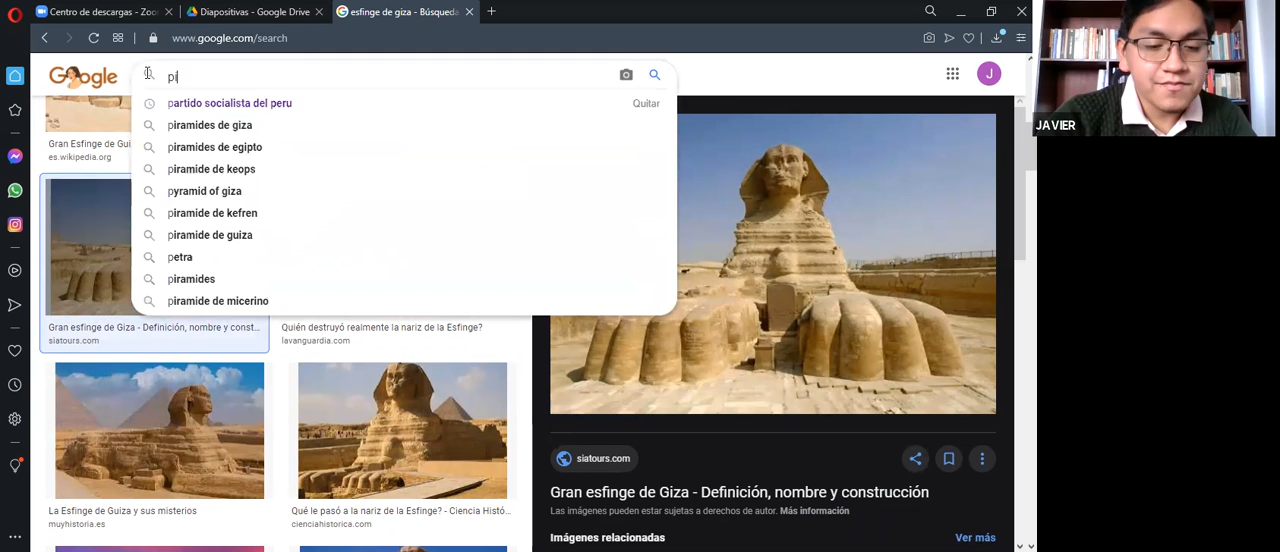 Centro de descargas - Zoo
Diapositivas - Google Drive
esfinge de giza - Búsqueda
www.google.com/search
Google
pi
J
partido socialista del peru
Quitar
piramides de giza
piramides de egipto
piramide de keops
pyramid of giza
piramide de kefren
piramide de guiza
petra
piramides
piramide de micerino
Gran Esfinge de Gui
es.wikipedia.org
Gran esfinge de Giza - Definición, nombre y const...
siatours.com
Quién destruyó realmente la nariz de la Esfinge?
lavanguardia.com
La Esfinge de Guiza y sus misterios
muyhistoria.es
Qué le pasó a la nariz de la Esfinge? - Ciencia Histó...
cienciahistorica.com
siatours.com
Gran esfinge de Giza - Definición, nombre y construcción
Las imágenes pueden estar sujetas a derechos de autor. Más información
Imágenes relacionadas
Ver más
JAVIER